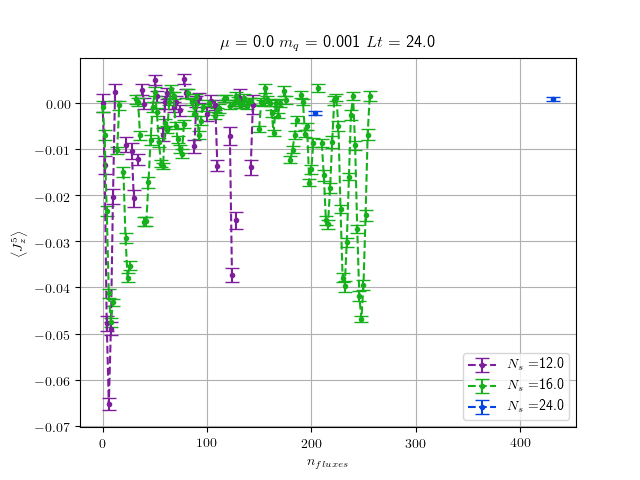 μ = 0.0 m_q = 0.001 Lt = 24.0
0.00
−0.01
−0.02
−0.03
−0.04
−0.05
−0.06
−0.07
⟨J_z^5⟩
0 100 200 300 400
n_fluxes
N_s =12.0
N_s =16.0
N_s =24.0